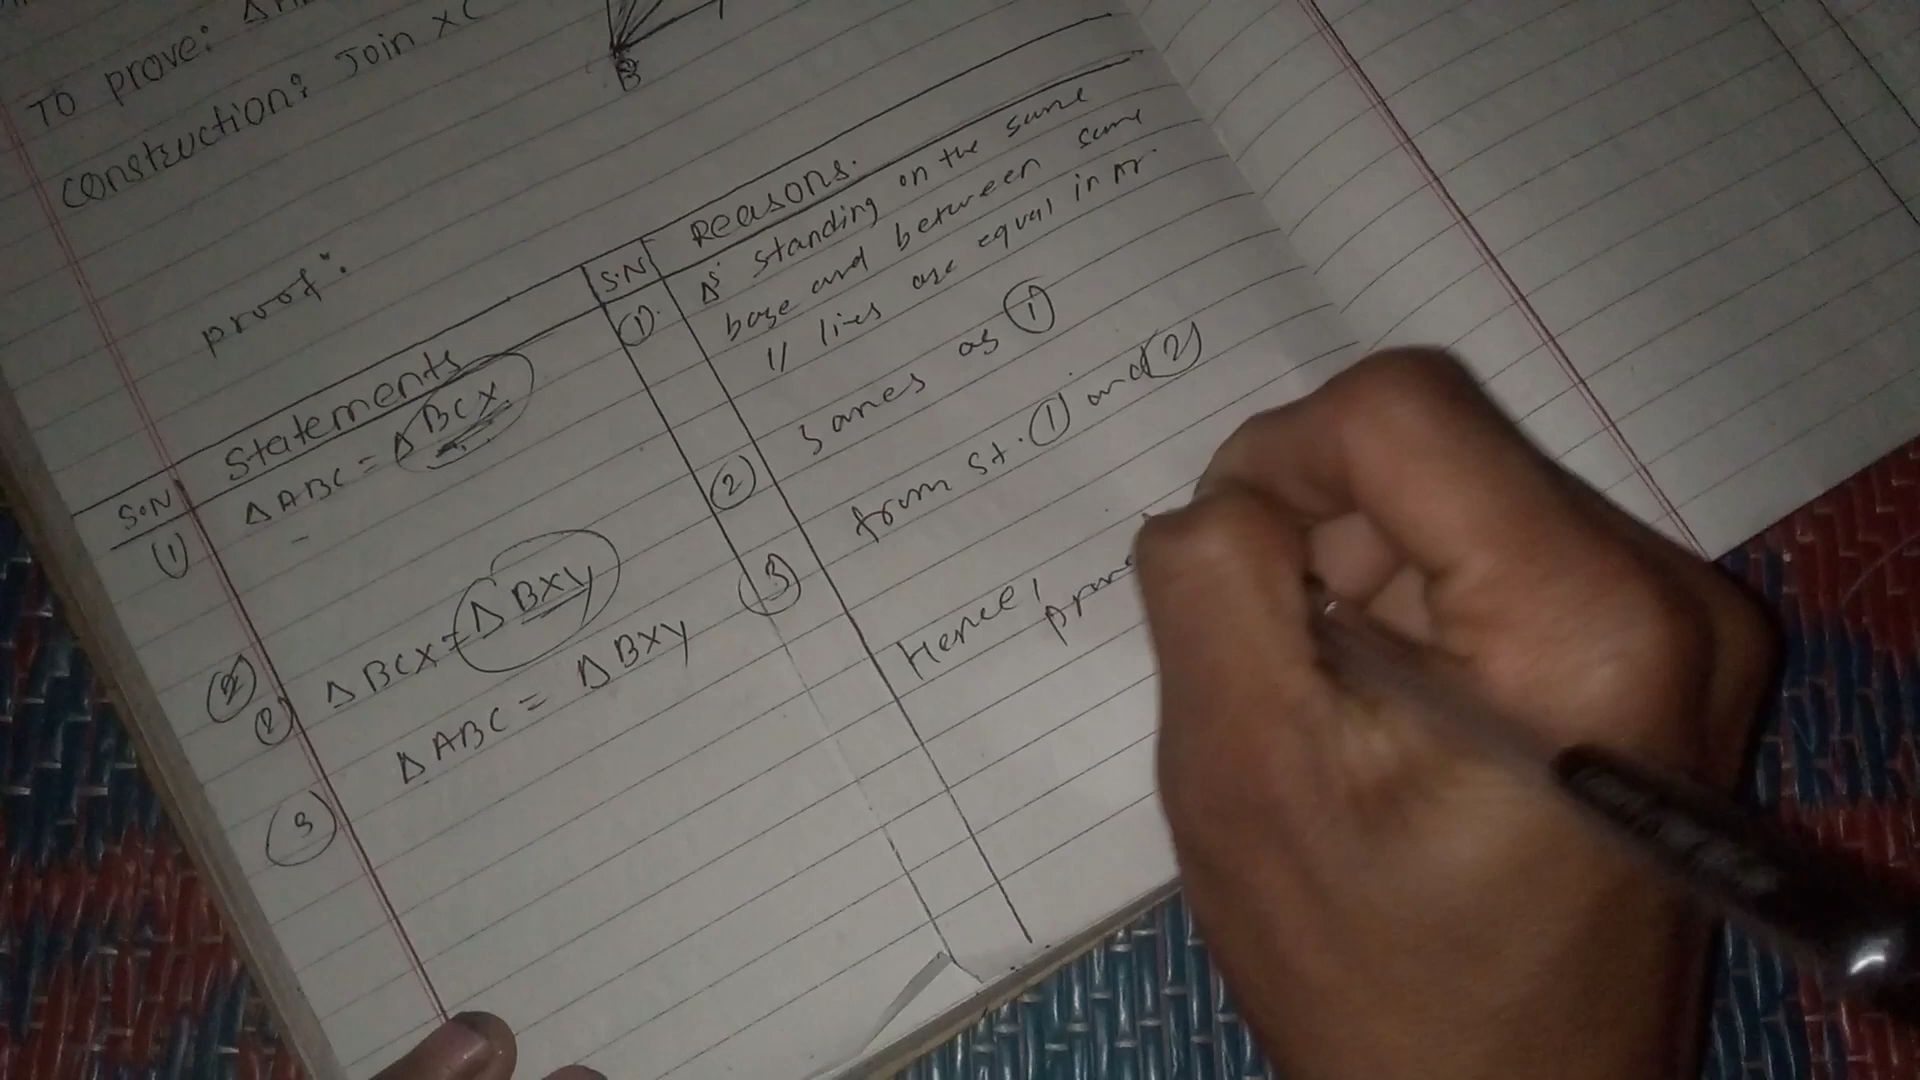 TO prove:
construction: Join XC
B
proof:
S.N Statements S.N Reasons.
(1) ΔABC = ΔBCX (1) Δs standing on the same
base and between same
// lines are equal in Ar.
(2) ΔBCX = ΔBXY (2) Sames as (1)
(3) ΔABC = ΔBXY (3) from st. (1) and (2)
Hence,